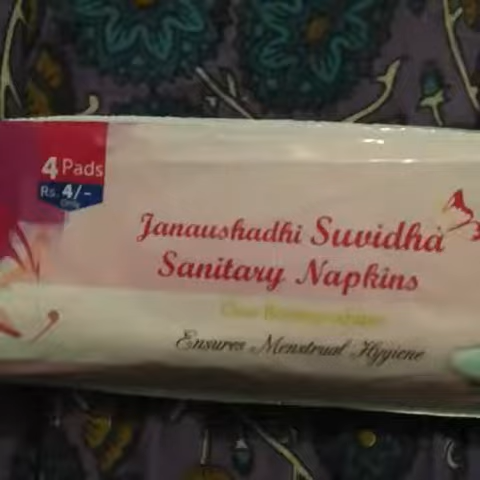 4 Pads
Rs. 4/-
Only
Janaushadhi Suvidha
Sanitary Napkins
Ensures Menstrual Hygiene